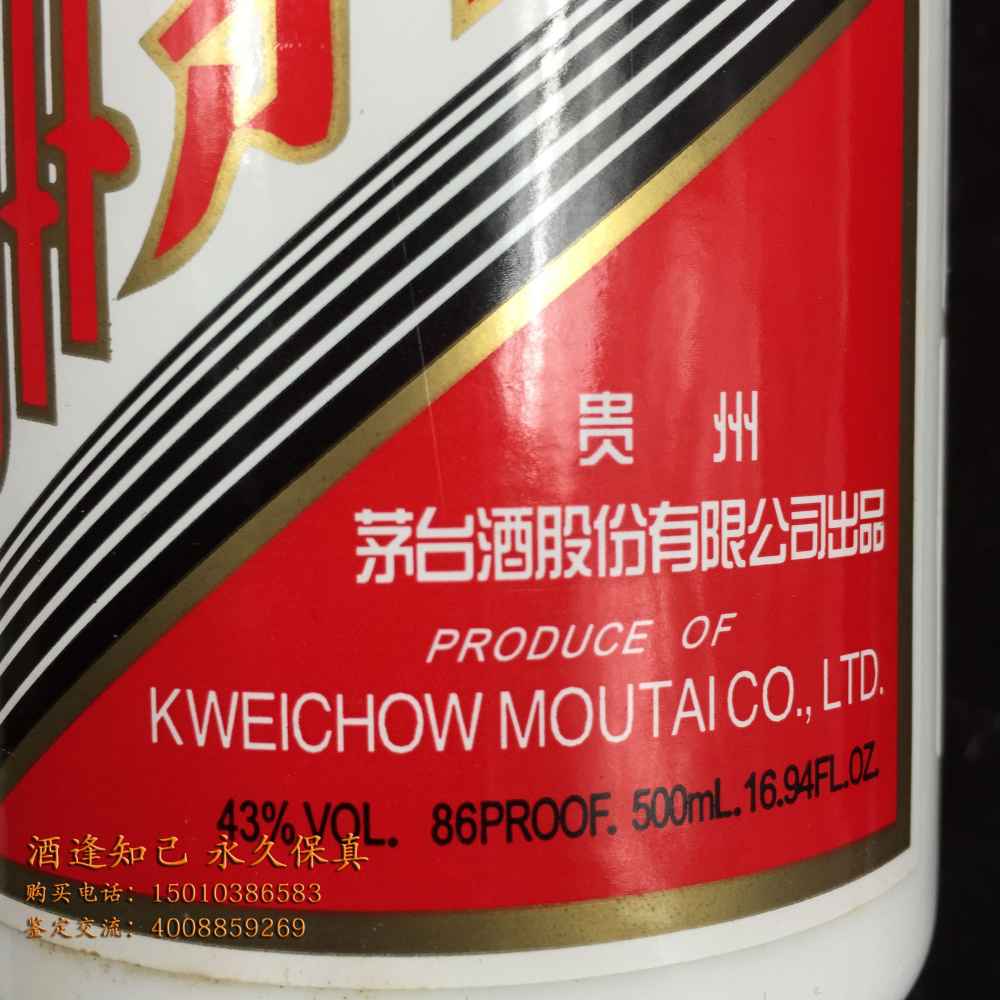 贵州
茅台酒股份有限公司出品
PRODUCE OF
KWEICHOW MOUTAI CO., LTD.
43% VOL. 86PROOF. 500mL. 16.94FL.OZ.
酒逢知己 永久保真
购买电话：15010386583
鉴定交流：4008859269